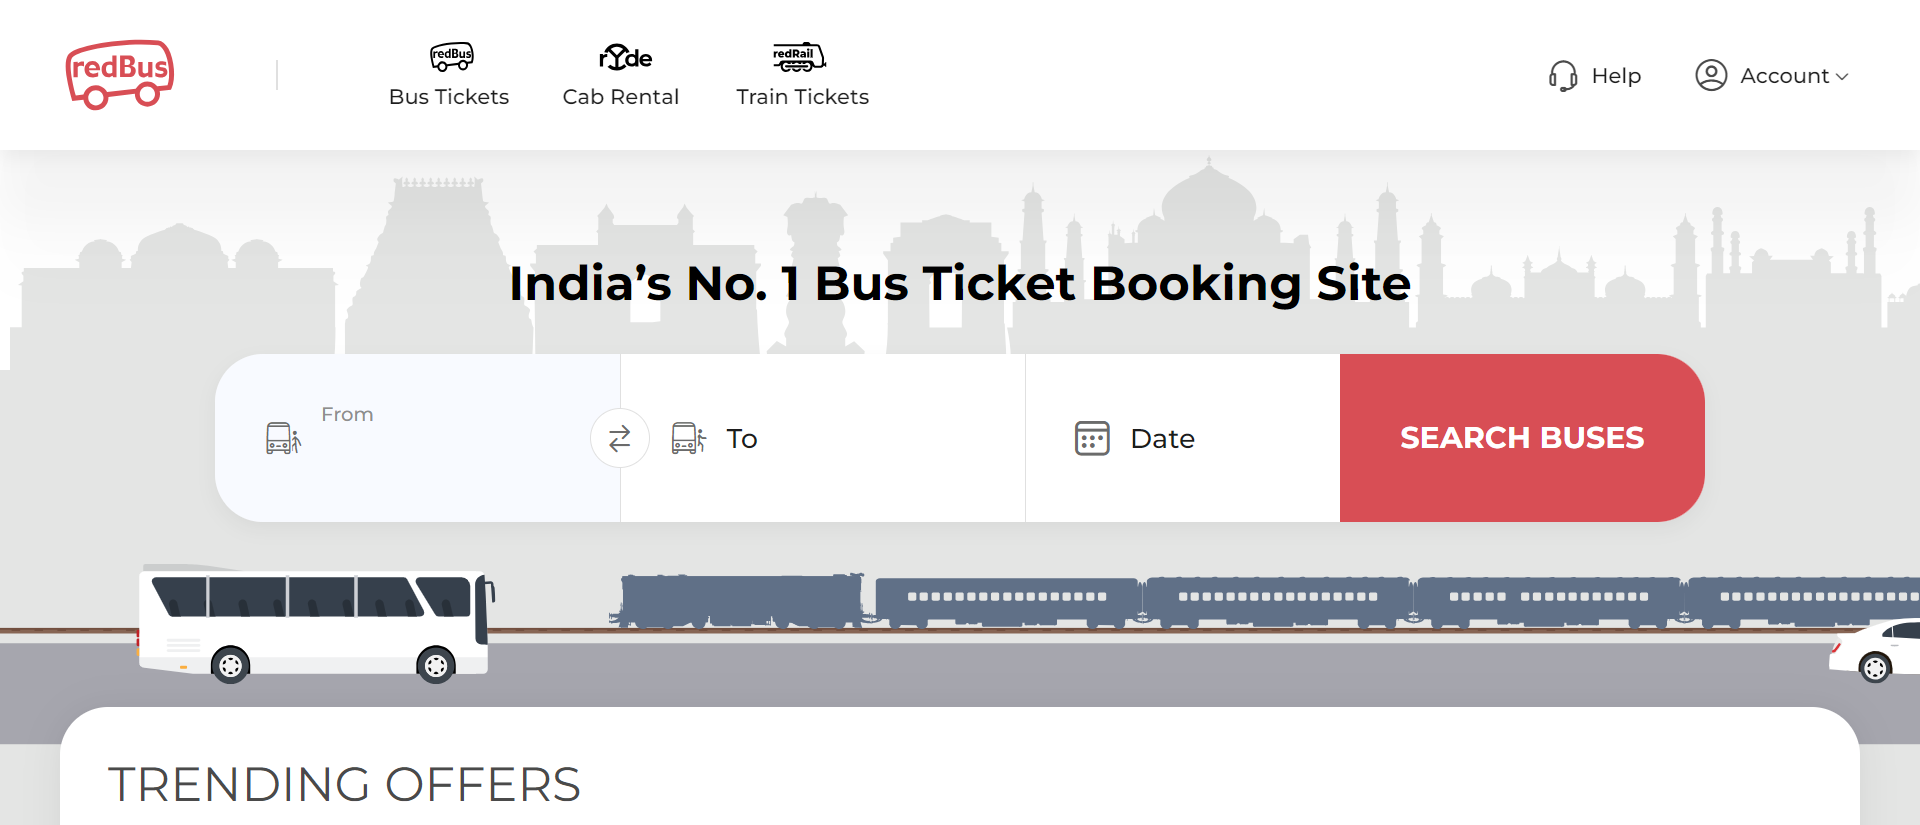 redBus
redBus
Bus Tickets
rYde
Cab Rental
redRail
Train Tickets
Help
Account
India’s No. 1 Bus Ticket Booking Site
From
To
Date
SEARCH BUSES
TRENDING OFFERS